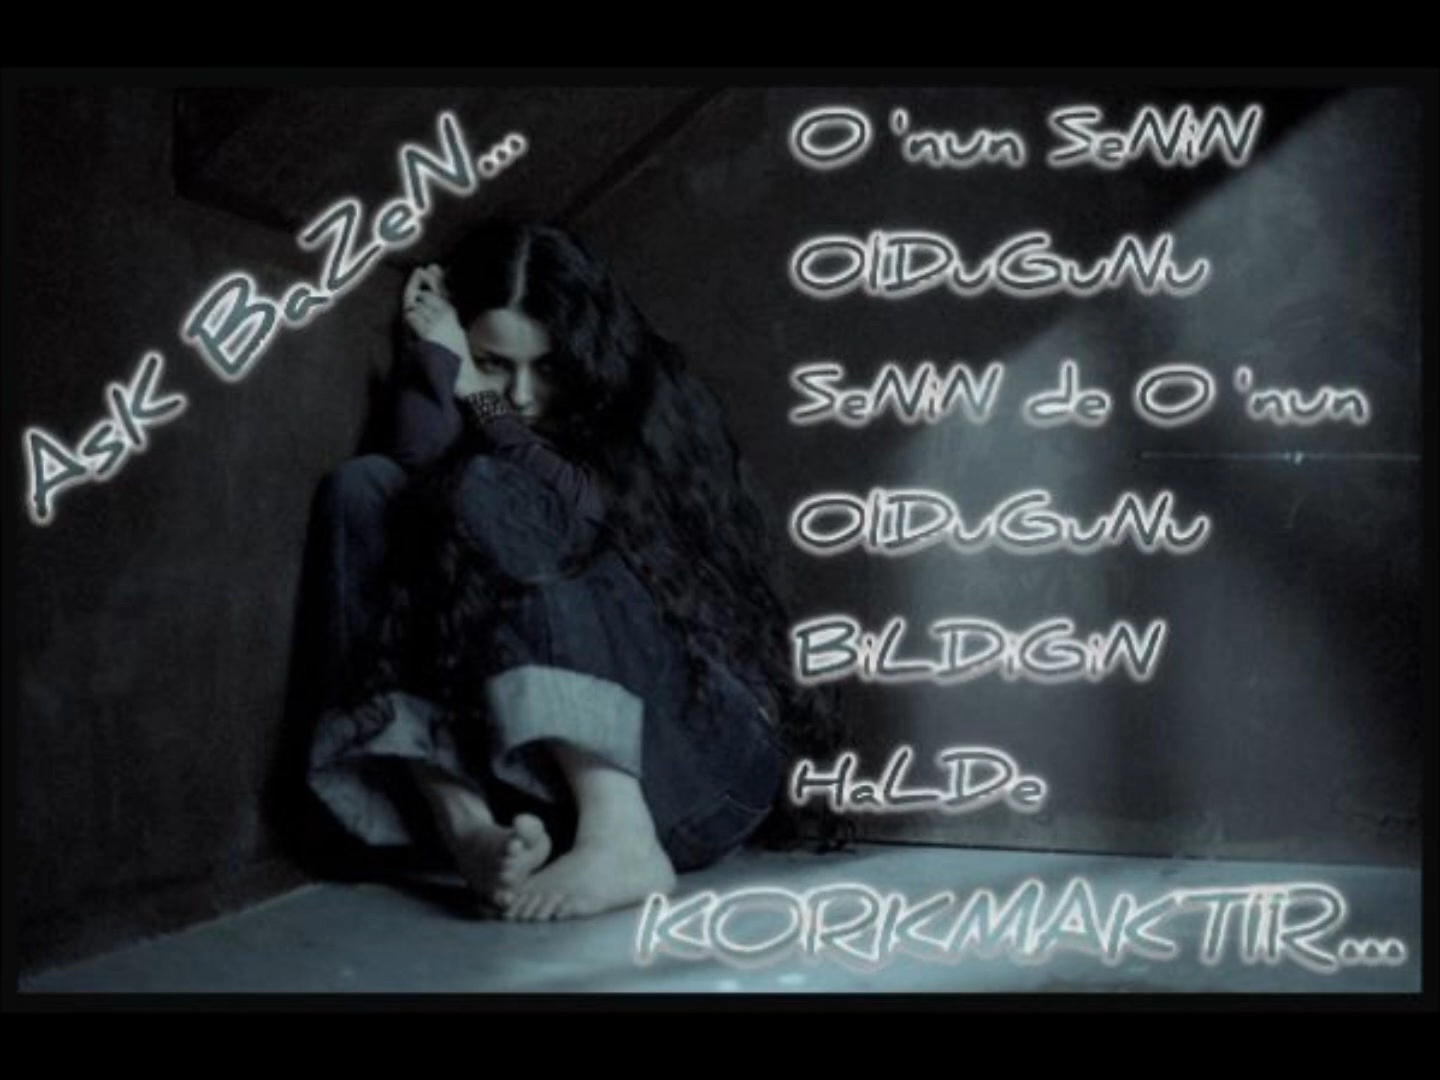 AsK BaZeN...
O 'nun SeNiN
OlDuGuNu
SeNiN de O 'nun
OlDuGuNu
BiLDiGiN
HaLDe
KORKMAKTIR...